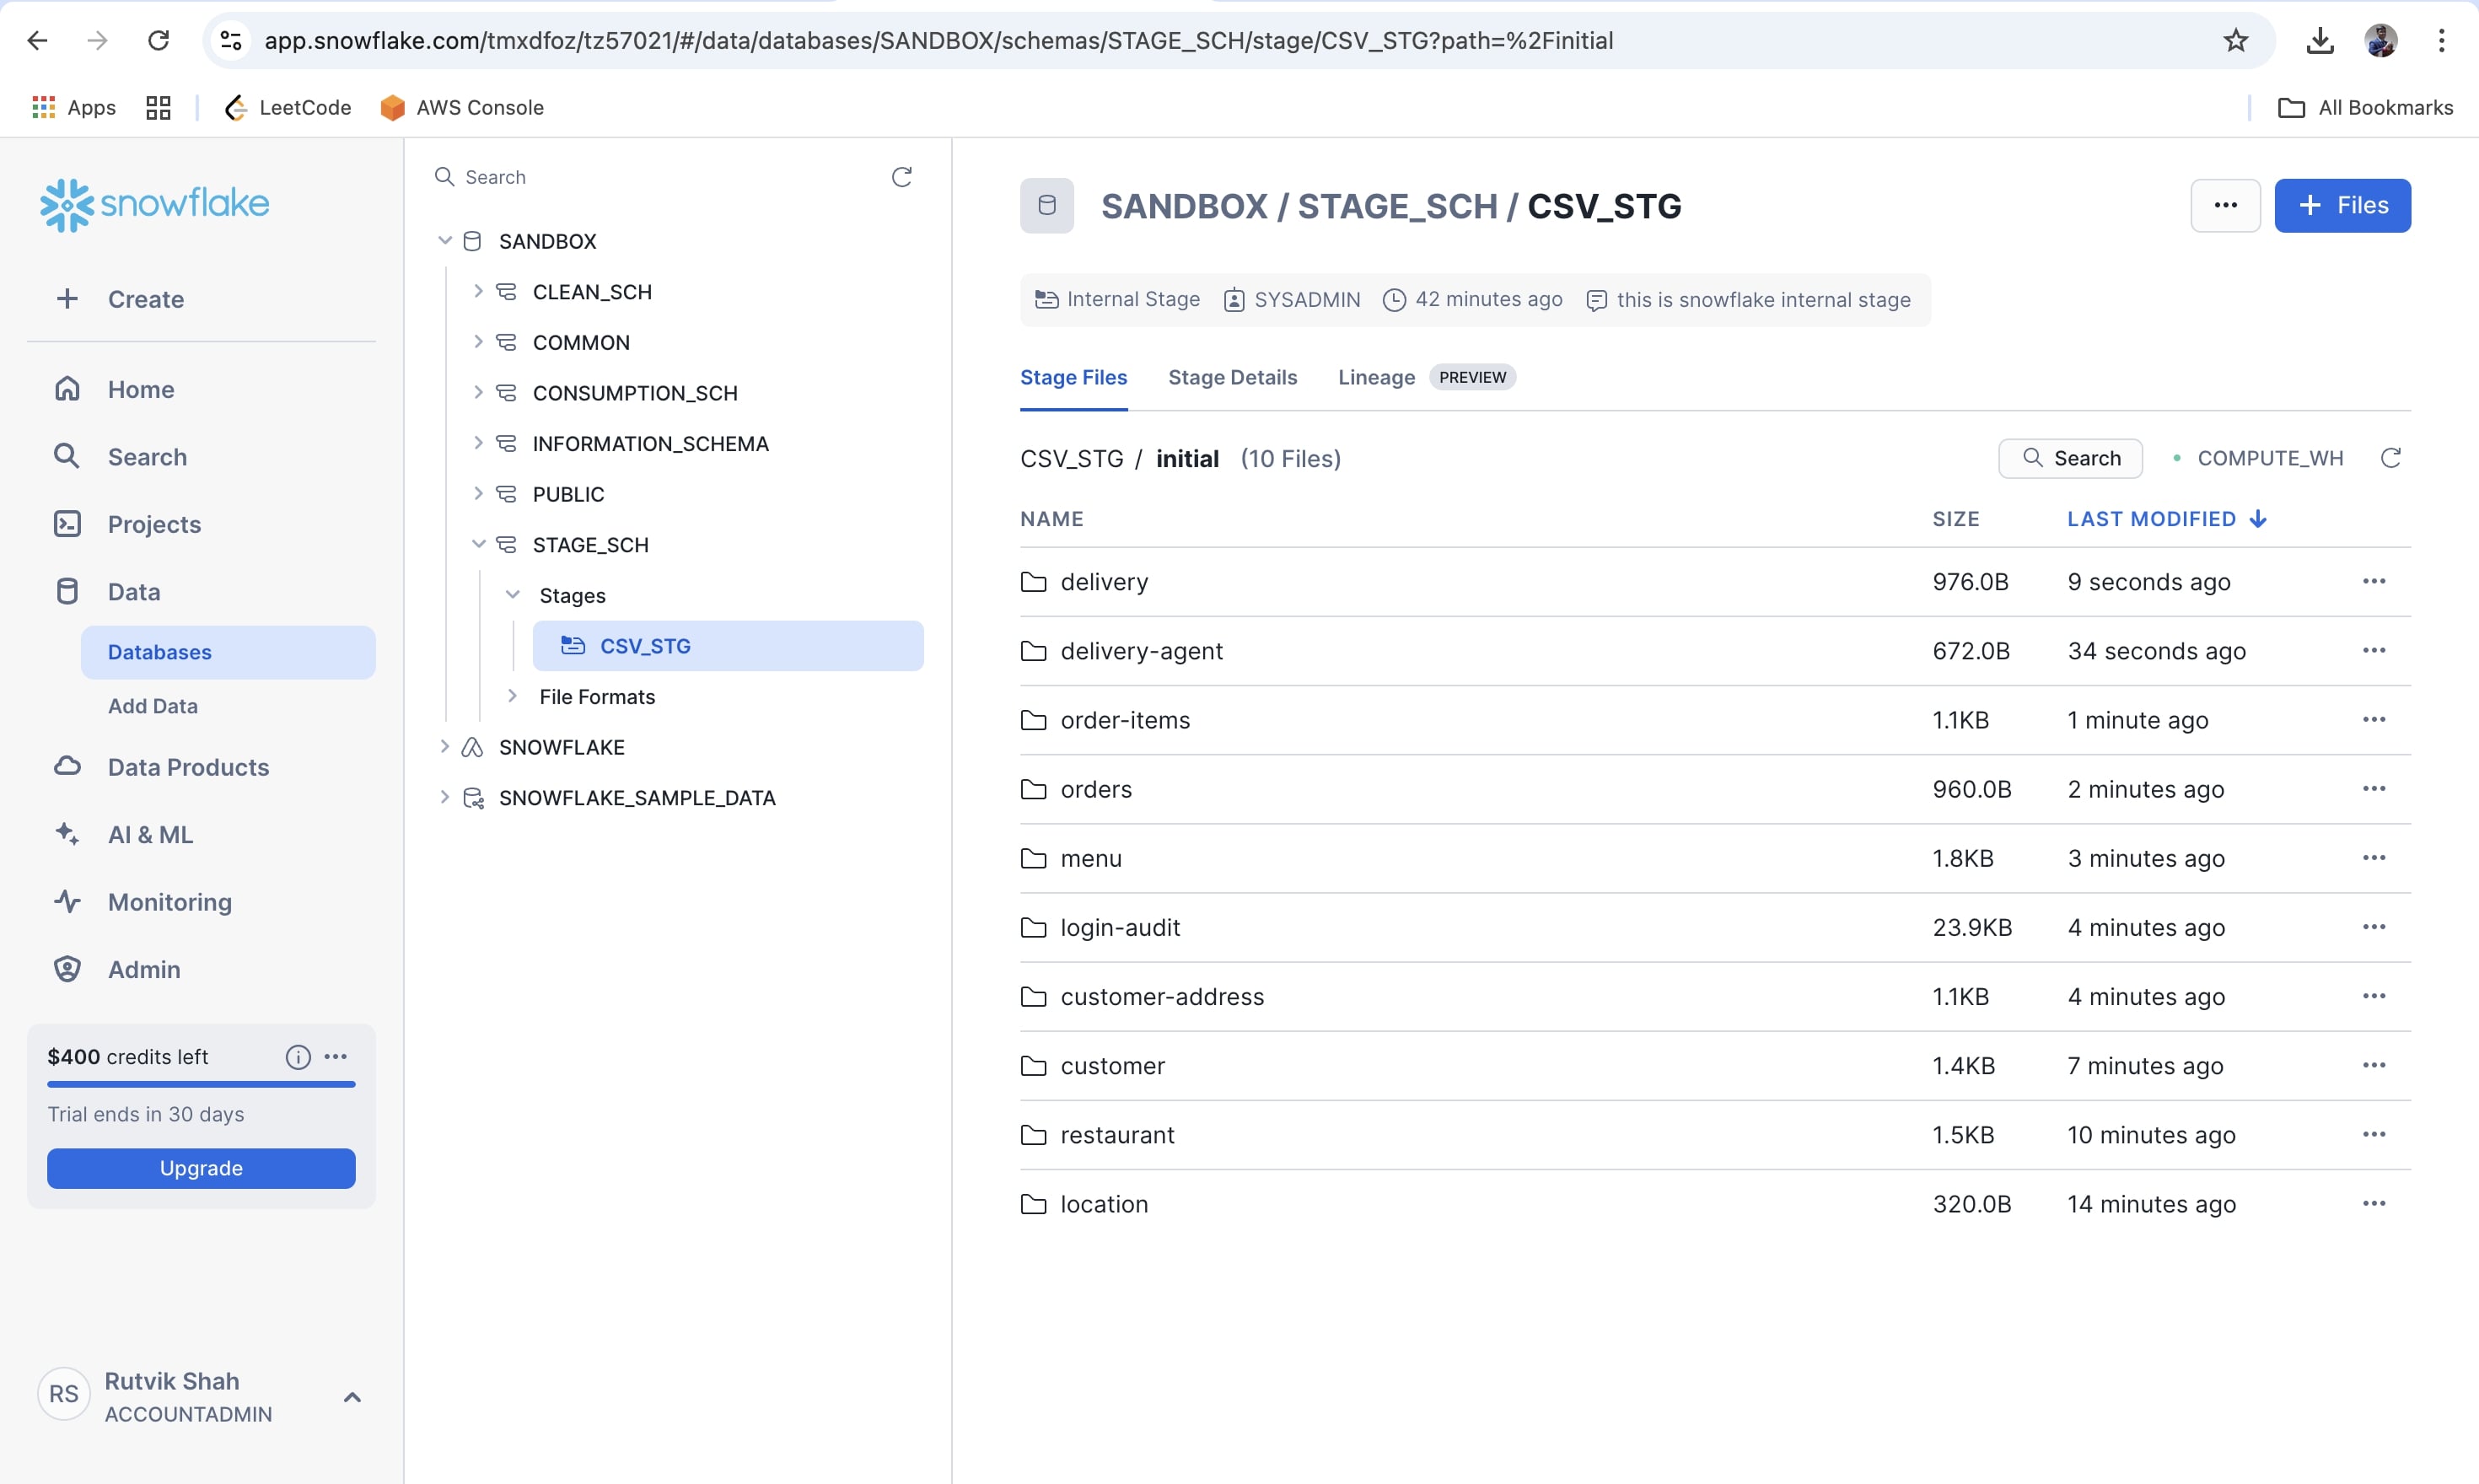 app.snowflake.com/tmxdfoz/tz57021/#/data/databases/SANDBOX/schemas/STAGE_SCH/stage/CSV_STG?path=%2Finitial
Apps
LeetCode
AWS Console
All Bookmarks
snowflake
Create
Home
Search
Projects
Data
Databases
Add Data
Data Products
AI & ML
Monitoring
Admin
$400 credits left
Trial ends in 30 days
Upgrade
RS
Rutvik Shah
ACCOUNTADMIN
Search
SANDBOX
CLEAN_SCH
COMMON
CONSUMPTION_SCH
INFORMATION_SCHEMA
PUBLIC
STAGE_SCH
Stages
CSV_STG
File Formats
SNOWFLAKE
SNOWFLAKE_SAMPLE_DATA
SANDBOX / STAGE_SCH / CSV_STG
Files
Internal Stage SYSADMIN 42 minutes ago this is snowflake internal stage
Stage Files Stage Details Lineage PREVIEW
CSV_STG / initial (10 Files) Search COMPUTE_WH
NAME SIZE LAST MODIFIED
delivery 976.0B 9 seconds ago
delivery-agent 672.0B 34 seconds ago
order-items 1.1KB 1 minute ago
orders 960.0B 2 minutes ago
menu 1.8KB 3 minutes ago
login-audit 23.9KB 4 minutes ago
customer-address 1.1KB 4 minutes ago
customer 1.4KB 7 minutes ago
restaurant 1.5KB 10 minutes ago
location 320.0B 14 minutes ago